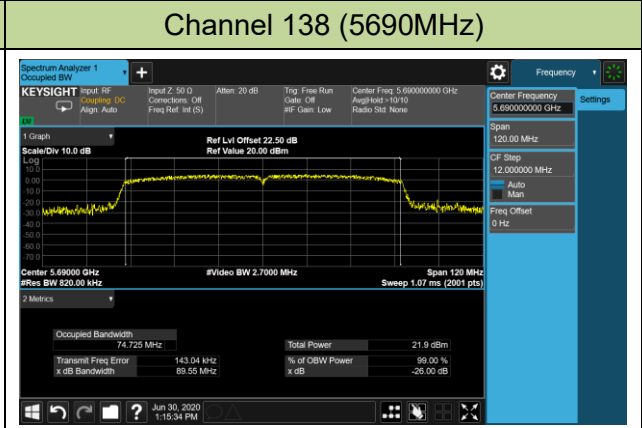 Channel 138 (5690MHz)
Spectrum Analyzer 1
Occupied BW
Frequency
KEYSIGHT
Input: RF
Coupling: DC
Align: Auto
Input Z: 50 Ω
Corrections: Off
Freq Ref: Int (S)
Atten: 20 dB
Trig: Free Run
Gate: Off
#IF Gain: Low
Center Freq: 5.690000000 GHz
Avg|Hold:>10/10
Radio Std: None
Center Frequency
5.690000000 GHz
Settings
Span
120.00 MHz
CF Step
12.000000 MHz
Auto
Man
Freq Offset
0 Hz
1 Graph
Scale/Div 10.0 dB
Ref Lvl Offset 22.50 dB
Ref Value 20.00 dBm
Log
10.0
0.00
-10.0
-20.0
-30.0
-40.0
-50.0
-60.0
-70.0
Center 5.69000 GHz
#Video BW 2.7000 MHz
Span 120 MHz
#Res BW 820.00 kHz
Sweep 1.07 ms (2001 pts)
2 Metrics
Occupied Bandwidth
74.725 MHz
Total Power 21.9 dBm
Transmit Freq Error 143.04 kHz
% of OBW Power 99.00 %
x dB Bandwidth 89.55 MHz
x dB -26.00 dB
?
Jun 30, 2020
1:15:34 PM